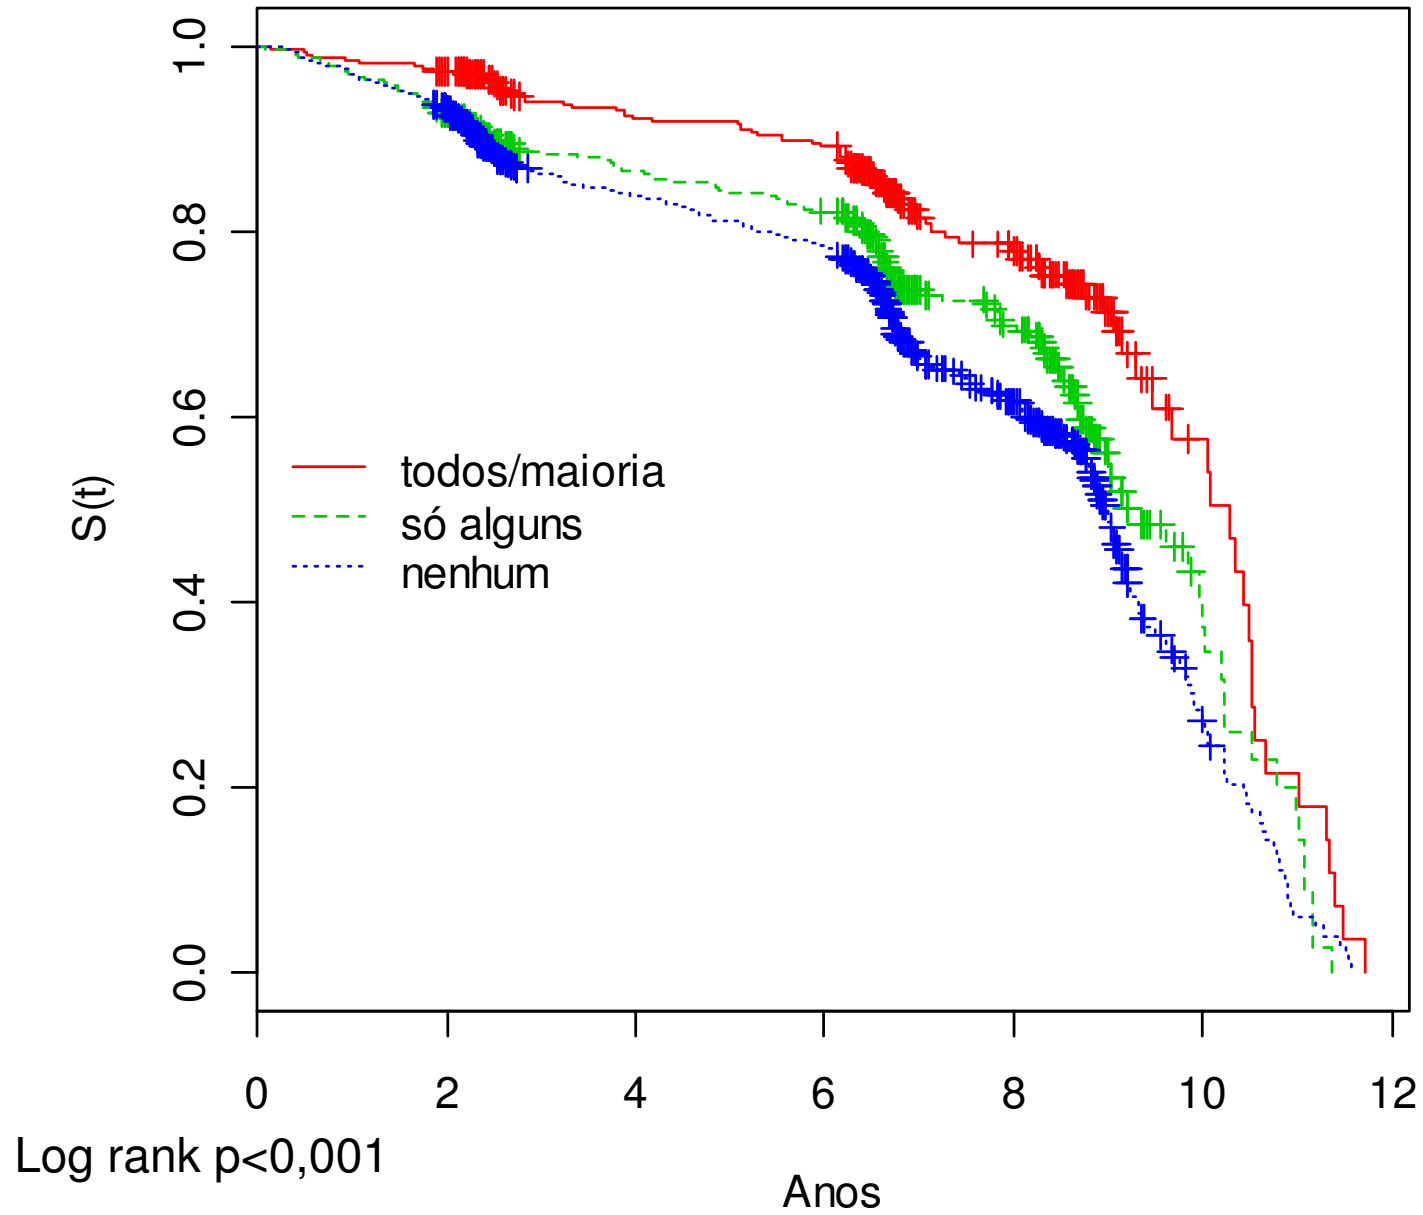 1.0
0.8
0.6
0.4
0.2
0.0
S(t)
todos/maioria
só alguns
nenhum
0 2 4 6 8 10 12
Log rank p<0,001
Anos